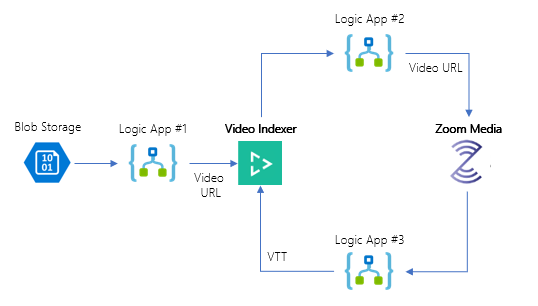 Logic App #2
Video URL
Blob Storage
Logic App #1
Video Indexer
Zoom Media
10
01
Video
URL
Logic App #3
VTT